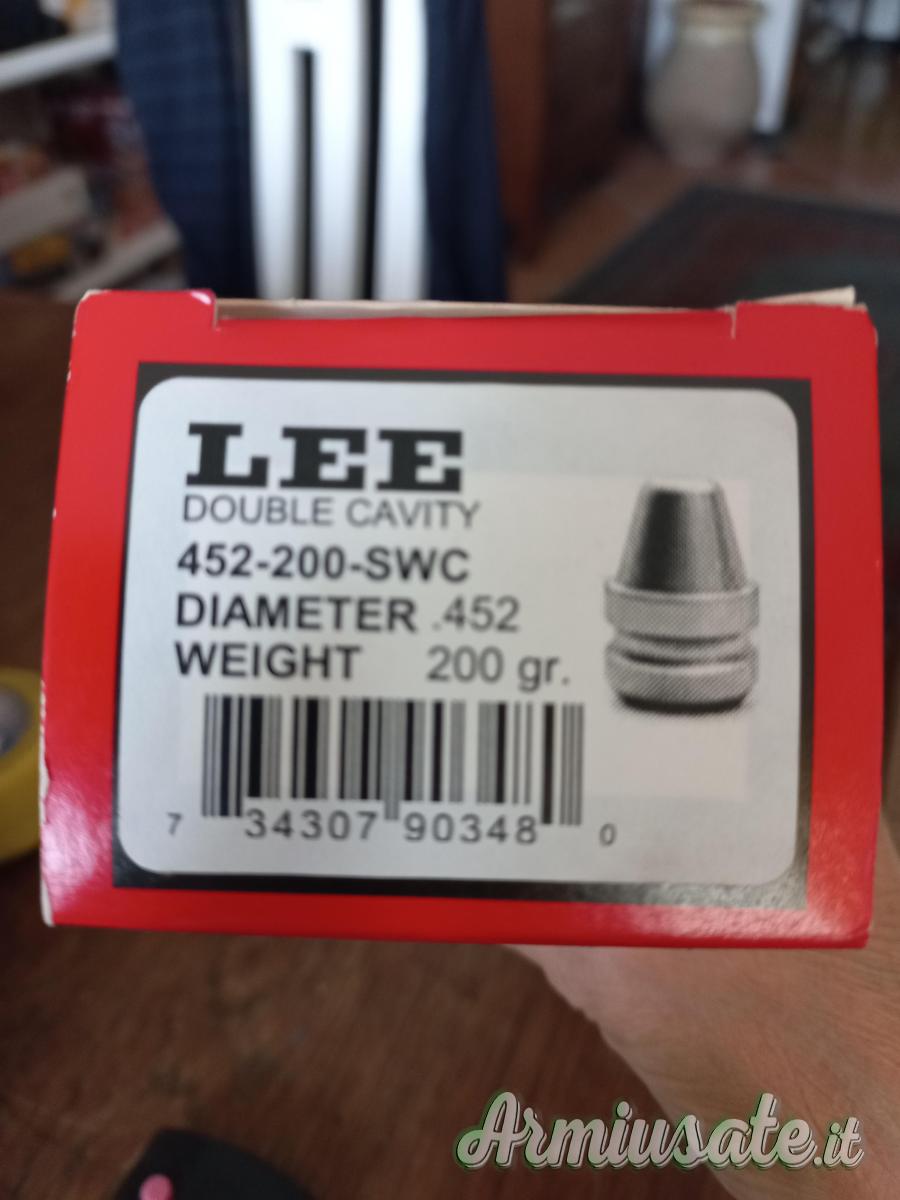 LEE
DOUBLE CAVITY
452-200-SWC
DIAMETER .452
WEIGHT 200 gr.
7 34307 90348 0
Armiusate.it